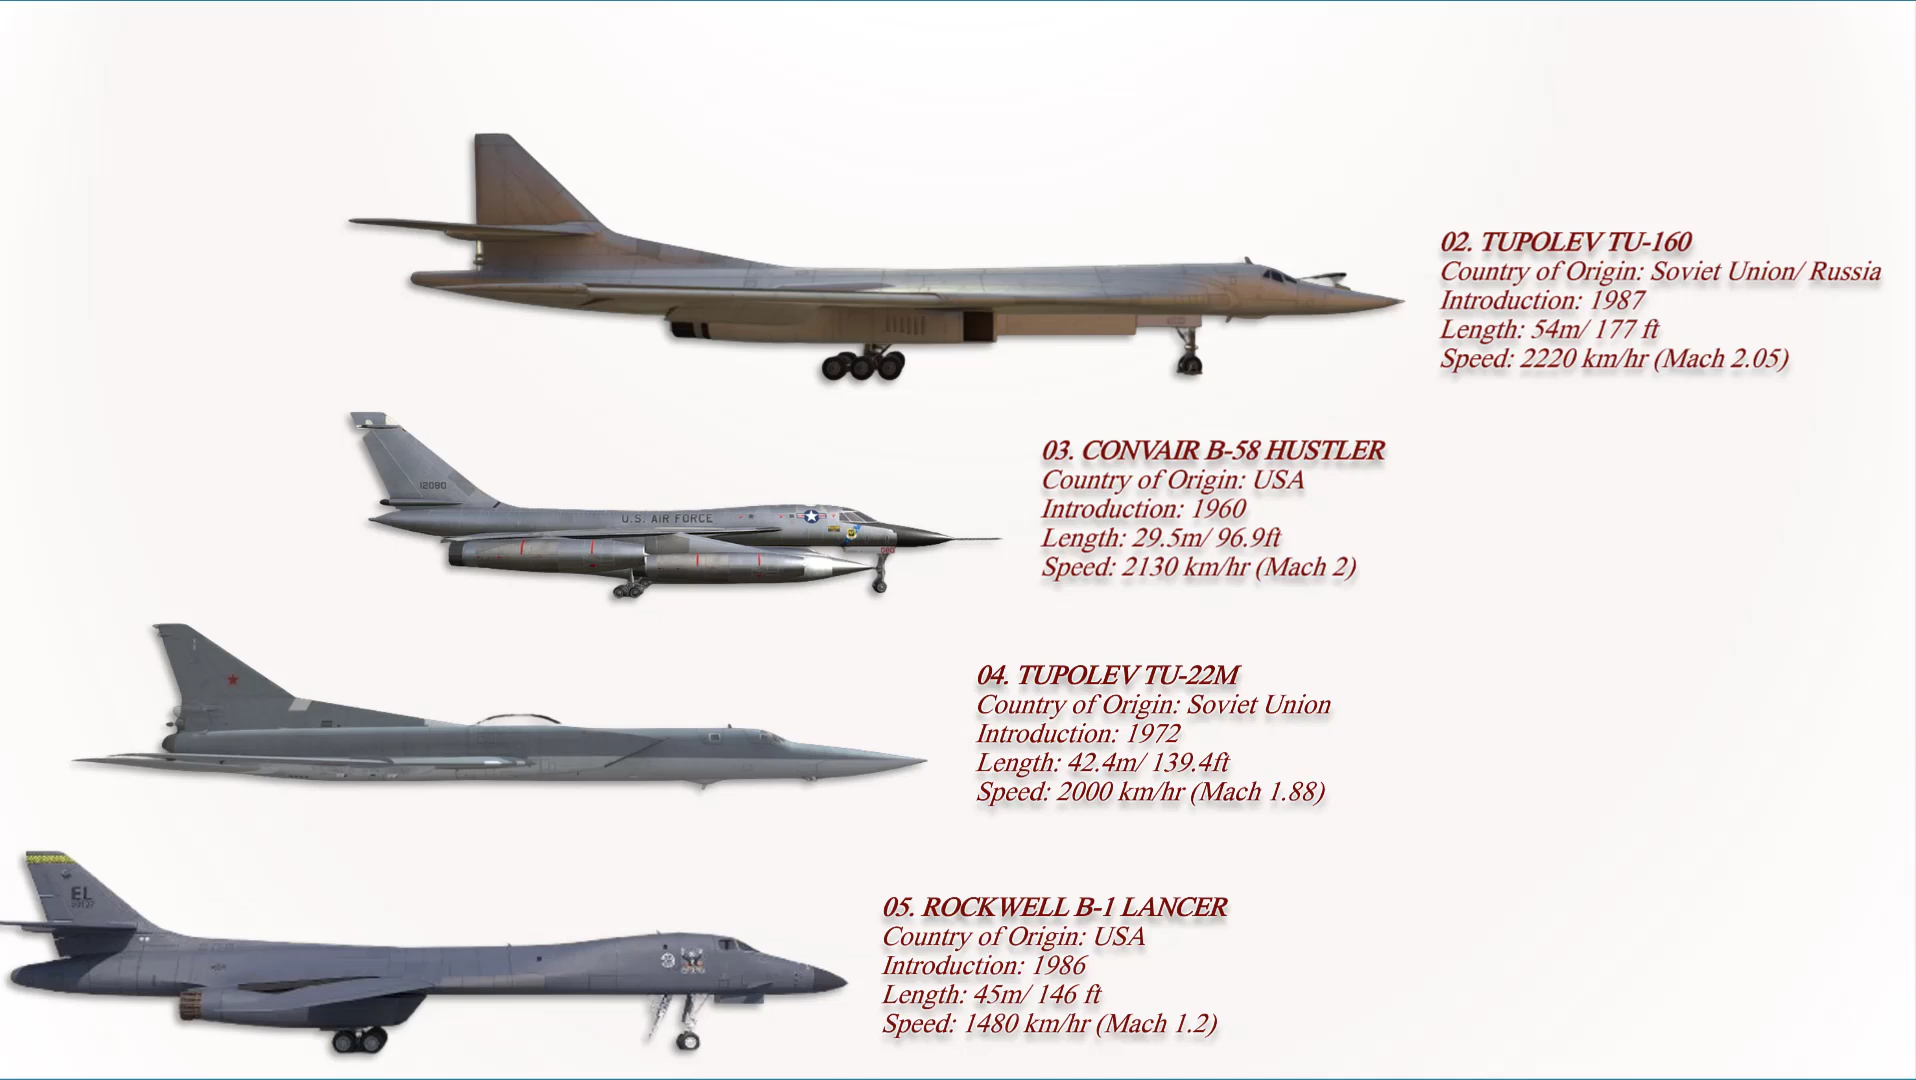 02. TUPOLEV TU-160
Country of Origin: Soviet Union/ Russia
Introduction: 1987
Length: 54m/ 177 ft
Speed: 2220 km/hr (Mach 2.05)
03. CONVAIR B-58 HUSTLER
Country of Origin: USA
Introduction: 1960
Length: 29.5m/ 96.9ft
Speed: 2130 km/hr (Mach 2)
12080
U.S. AIR FORCE
04. TUPOLEV TU-22M
Country of Origin: Soviet Union
Introduction: 1972
Length: 42.4m/ 139.4ft
Speed: 2000 km/hr (Mach 1.88)
05. ROCKWELL B-1 LANCER
Country of Origin: USA
Introduction: 1986
Length: 45m/ 146 ft
Speed: 1480 km/hr (Mach 1.2)
EL